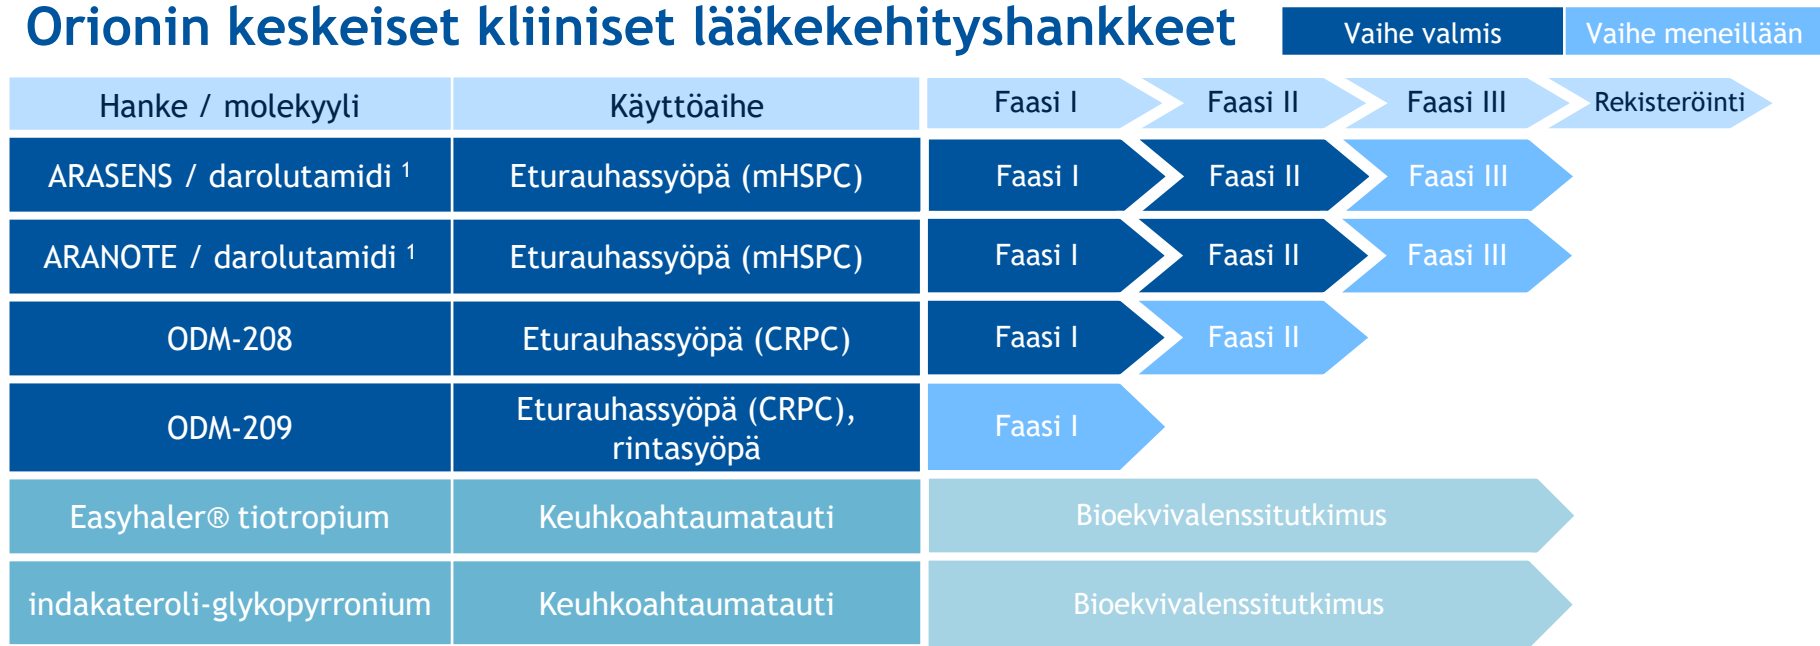 Orionin keskeiset kliiniset lääkekehityshankkeet
Vaihe valmis
Vaihe meneillään
Hanke / molekyyli
Käyttöaihe
Faasi I
Faasi II
Faasi III
Rekisteröinti
ARASENS / darolutamidi ¹
Eturauhassyöpä (mHSPC)
Faasi I
Faasi II
Faasi III
ARANOTE / darolutamidi ¹
Eturauhassyöpä (mHSPC)
Faasi I
Faasi II
Faasi III
ODM-208
Eturauhassyöpä (CRPC)
Faasi I
Faasi II
ODM-209
Eturauhassyöpä (CRPC),
rintasyöpä
Faasi I
Easyhaler® tiotropium
Keuhkoahtaumatauti
Bioekvivalenssitutkimus
indakateroli-glykopyrronium
Keuhkoahtaumatauti
Bioekvivalenssitutkimus